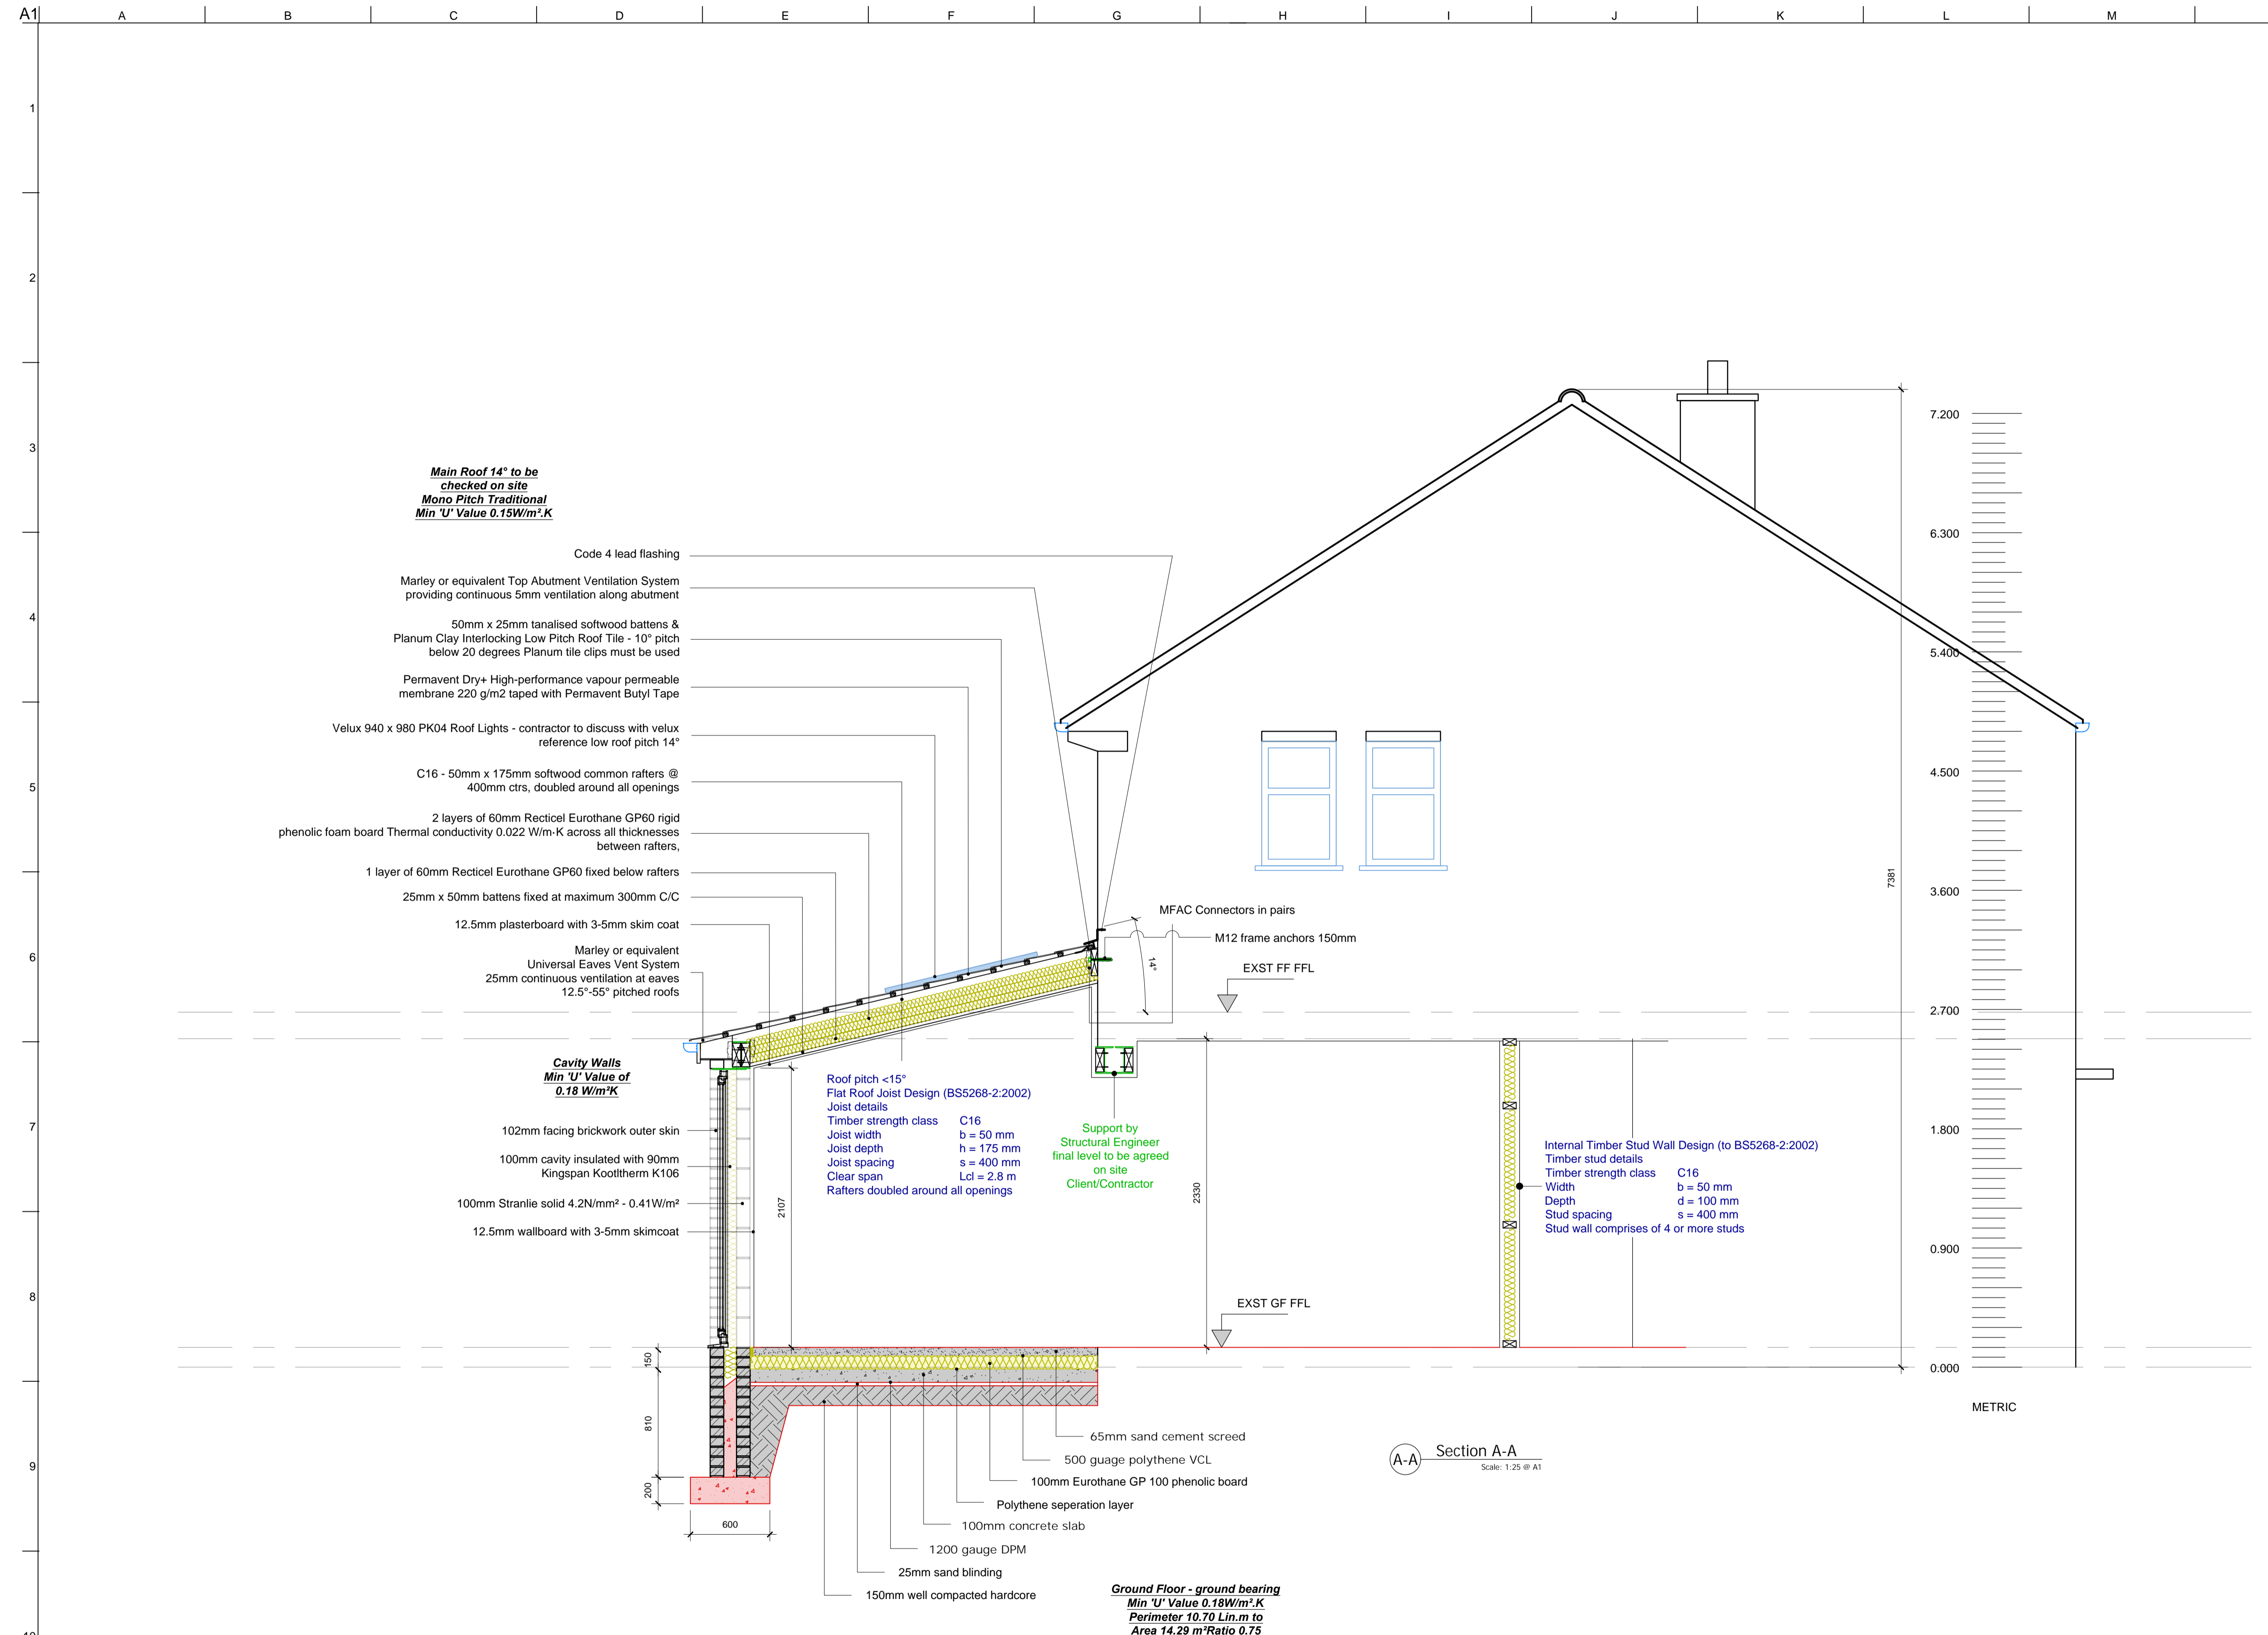 A1
A
B
C
D
E
F
G
H
I
J
K
L
M
1
2
3
4
5
6
7
8
9
Main Roof 14° to be
checked on site
Mono Pitch Traditional
Min 'U' Value 0.15W/m².K
Code 4 lead flashing
Marley or equivalent Top Abutment Ventilation System
providing continuous 5mm ventilation along abutment
50mm x 25mm tanalised softwood battens &
Planum Clay Interlocking Low Pitch Roof Tile - 10° pitch
below 20 degrees Planum tile clips must be used
Permavent Dry+ High-performance vapour permeable
membrane 220 g/m2 taped with Permavent Butyl Tape
Velux 940 x 980 PK04 Roof Lights - contractor to discuss with velux
reference low roof pitch 14°
C16 - 50mm x 175mm softwood common rafters @
400mm ctrs, doubled around all openings
2 layers of 60mm Recticel Eurothane GP60 rigid
phenolic foam board Thermal conductivity 0.022 W/m·K across all thicknesses
between rafters,
1 layer of 60mm Recticel Eurothane GP60 fixed below rafters
25mm x 50mm battens fixed at maximum 300mm C/C
12.5mm plasterboard with 3-5mm skim coat
Marley or equivalent
Universal Eaves Vent System
25mm continuous ventilation at eaves
12.5°-55° pitched roofs
Cavity Walls
Min 'U' Value of
0.18 W/m²K
102mm facing brickwork outer skin
100mm cavity insulated with 90mm
Kingspan Kootltherm K106
100mm Stranlie solid 4.2N/mm² - 0.41W/m²
12.5mm wallboard with 3-5mm skimcoat
MFAC Connectors in pairs
M12 frame anchors 150mm
14°
EXST FF FFL
Roof pitch <15°
Flat Roof Joist Design (BS5268-2:2002)
Joist details
Timber strength class C16
Joist width b = 50 mm
Joist depth h = 175 mm
Joist spacing s = 400 mm
Clear span Lcl = 2.8 m
Rafters doubled around all openings
Support by
Structural Engineer
final level to be agreed
on site
Client/Contractor
Internal Timber Stud Wall Design (to BS5268-2:2002)
Timber stud details
Timber strength class C16
Width b = 50 mm
Depth d = 100 mm
Stud spacing s = 400 mm
Stud wall comprises of 4 or more studs
2107
2330
7381
EXST GF FFL
7.200
6.300
5.400
4.500
3.600
2.700
1.800
0.900
0.000
METRIC
150
810
200
600
65mm sand cement screed
500 guage polythene VCL
100mm Eurothane GP 100 phenolic board
Polythene seperation layer
100mm concrete slab
1200 gauge DPM
25mm sand blinding
150mm well compacted hardcore
A-A
Section A-A
Scale: 1:25 @ A1
Ground Floor - ground bearing
Min 'U' Value 0.18W/m².K
Perimeter 10.70 Lin.m to
Area 14.29 m²Ratio 0.75